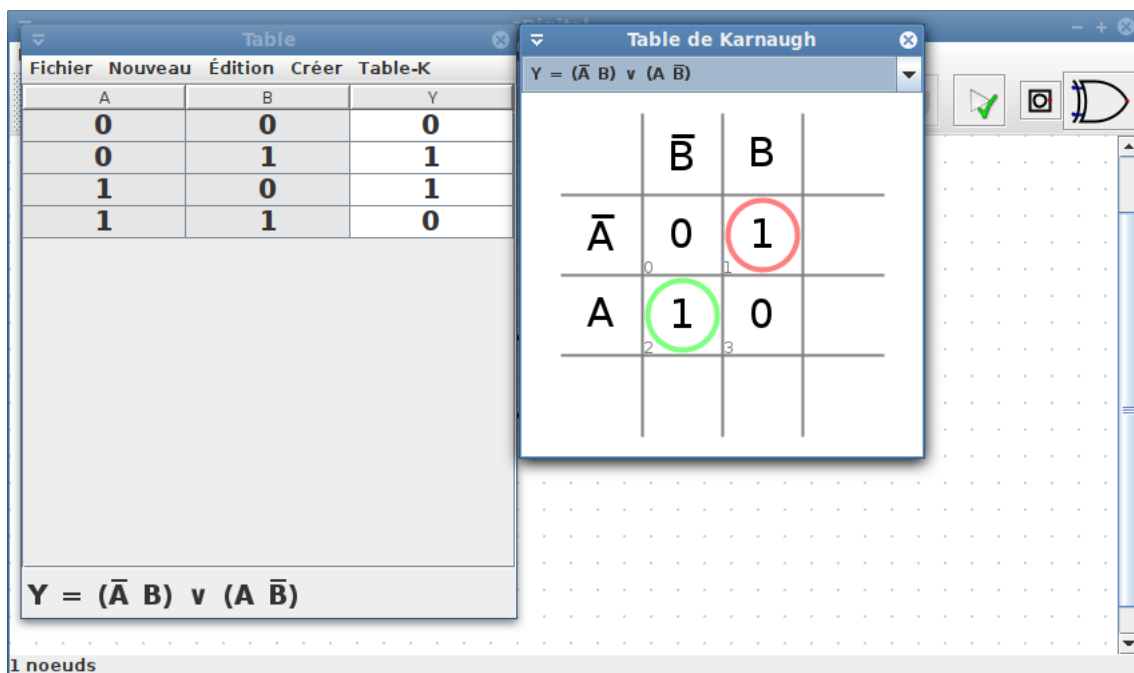 Table
Fichier Nouveau Édition Créer Table-K
A B Y
0 0 0
0 1 1
1 0 1
1 1 0
Y = (A̅ B) ∨ (A B̅)
Table de Karnaugh
Y = (A̅ B) ∨ (A B̅)
B̅ B
A̅ 0 1
0 1
A 1 0
2 3
1 noeuds